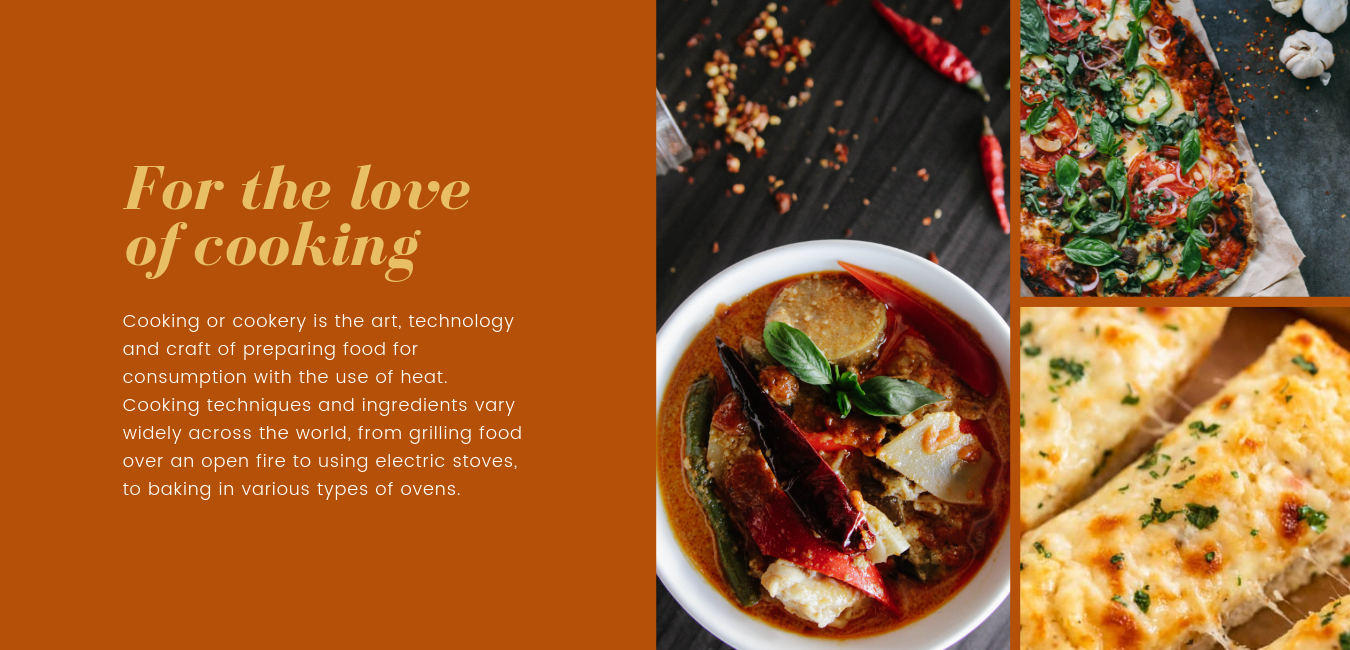 For the love
of cooking
Cooking or cookery is the art, technology
and craft of preparing food for
consumption with the use of heat.
Cooking techniques and ingredients vary
widely across the world, from grilling food
over an open fire to using electric stoves,
to baking in various types of ovens.